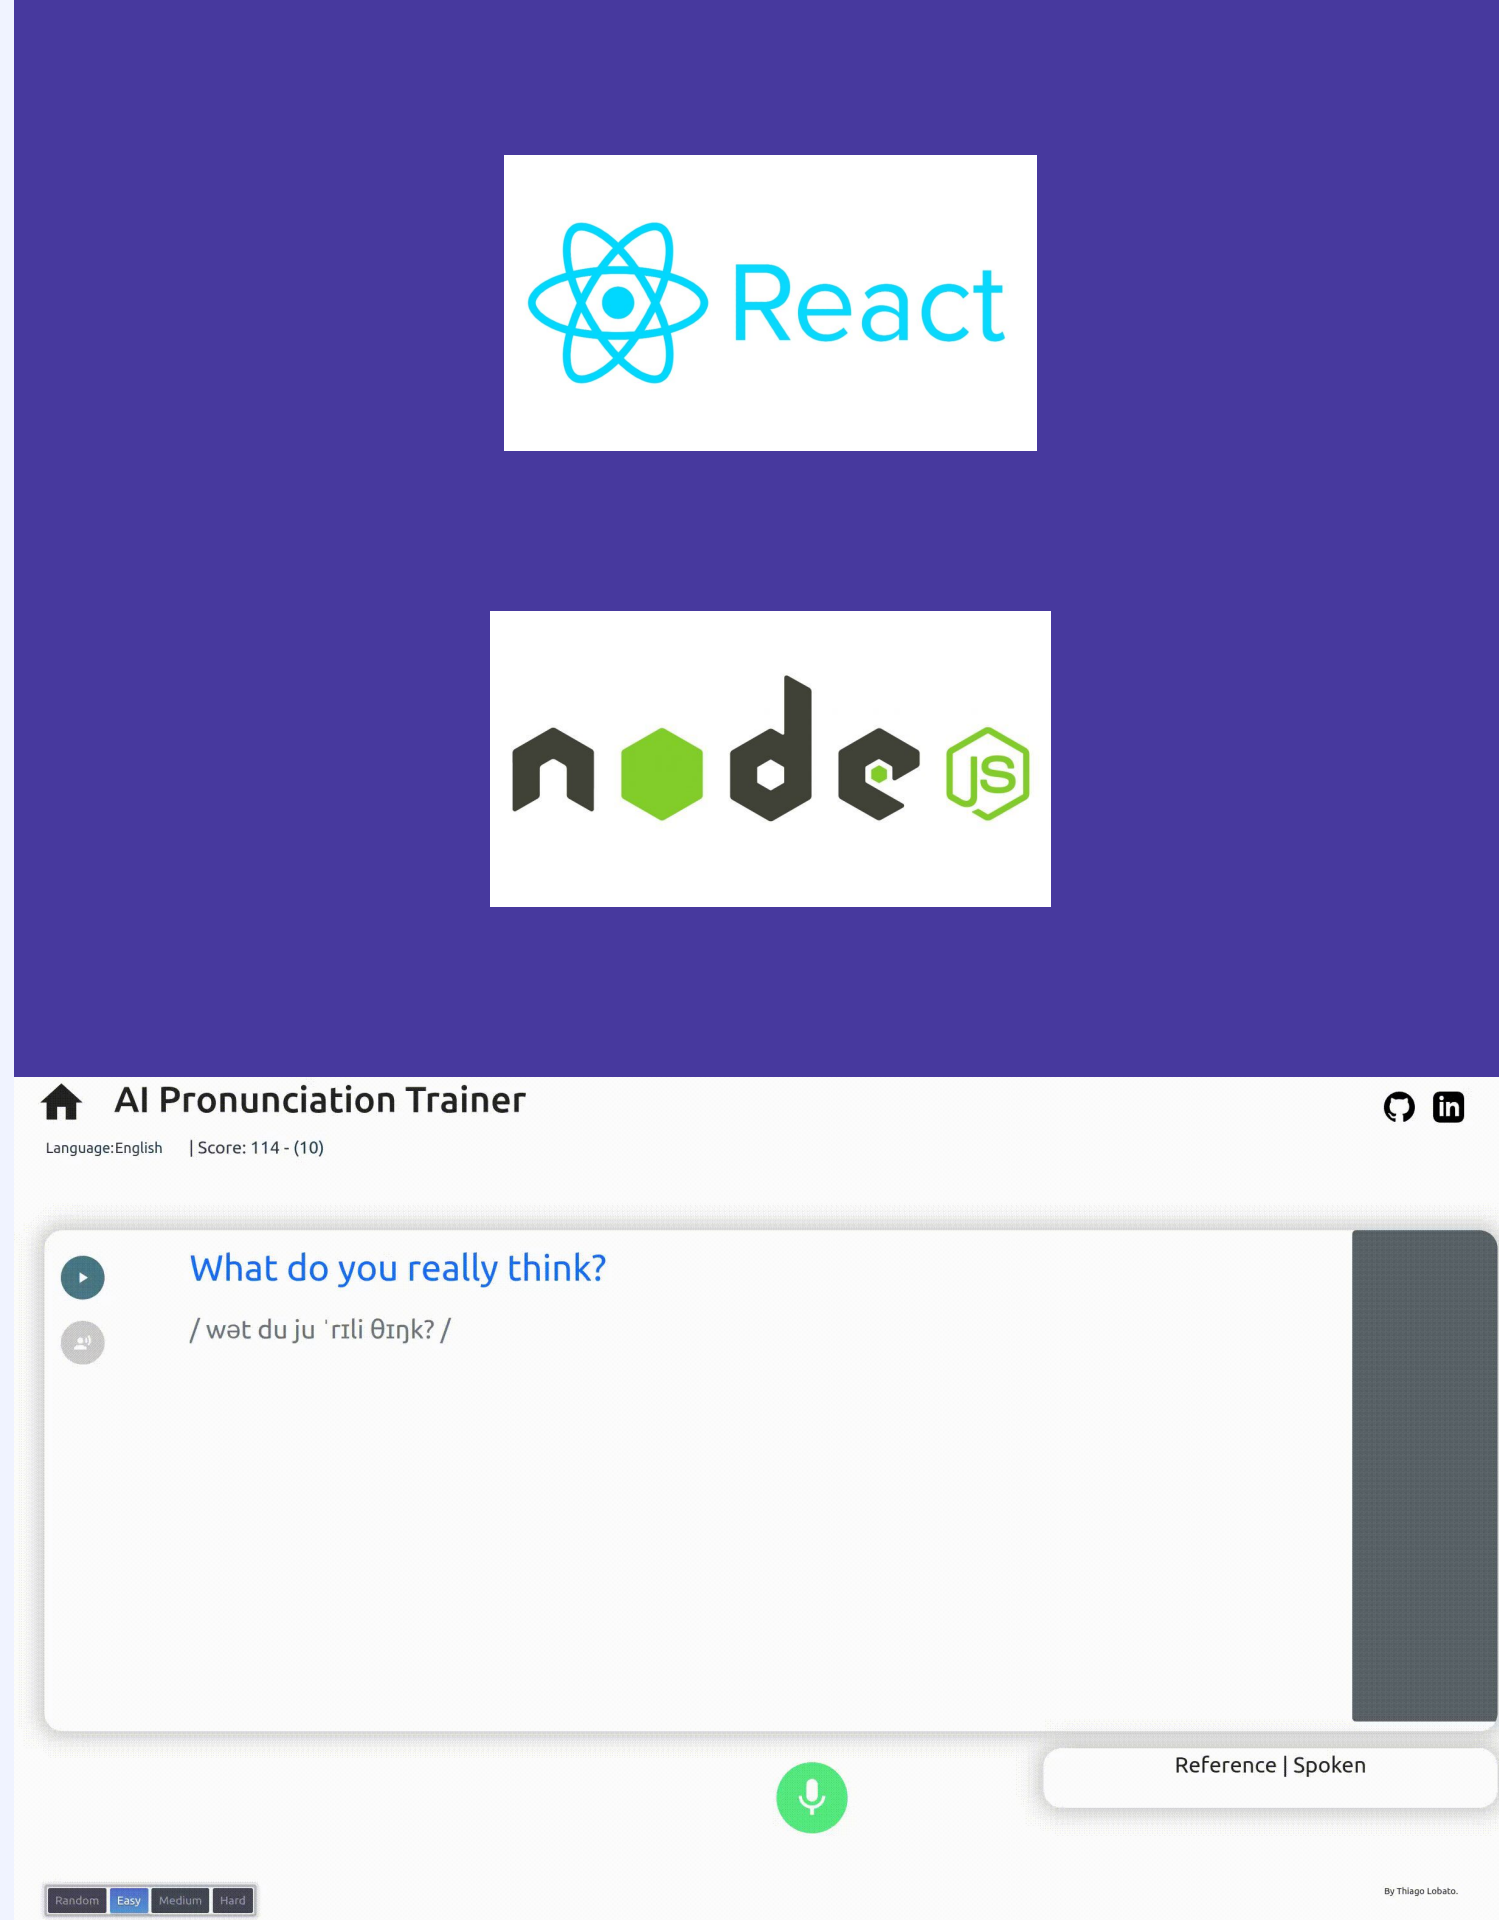 React
node
JS
AI Pronunciation Trainer
in
Language:English | Score: 114 - (10)
What do you really think?
/ wət du ju ˈrɪli θɪŋk? /
Reference | Spoken
By Thiago Lobato.
Random Easy Medium Hard